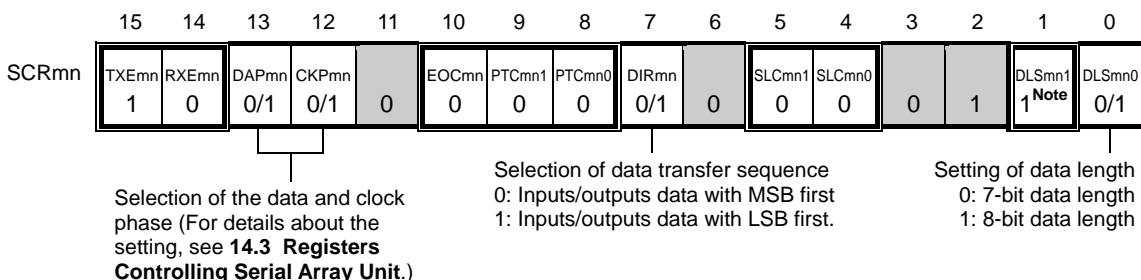 15 14 13 12 11 10 9 8 7 6 5 4 3 2 1 0
SCRmn
TXEmn RXEmn DAPmn CKPmn EOCmn PTCmn1 PTCmn0 DIRmn SLCmn1 SLCmn0 DLSmn1 DLSmn0
1 0 0/1 0/1 0 0 0 0 0/1 0 0 0 0 1 1Note 0/1
Selection of the data and clock
phase (For details about the
setting, see 14.3 Registers
Controlling Serial Array Unit.)
Selection of data transfer sequence
0: Inputs/outputs data with MSB first
1: Inputs/outputs data with LSB first.
Setting of data length
0: 7-bit data length
1: 8-bit data length